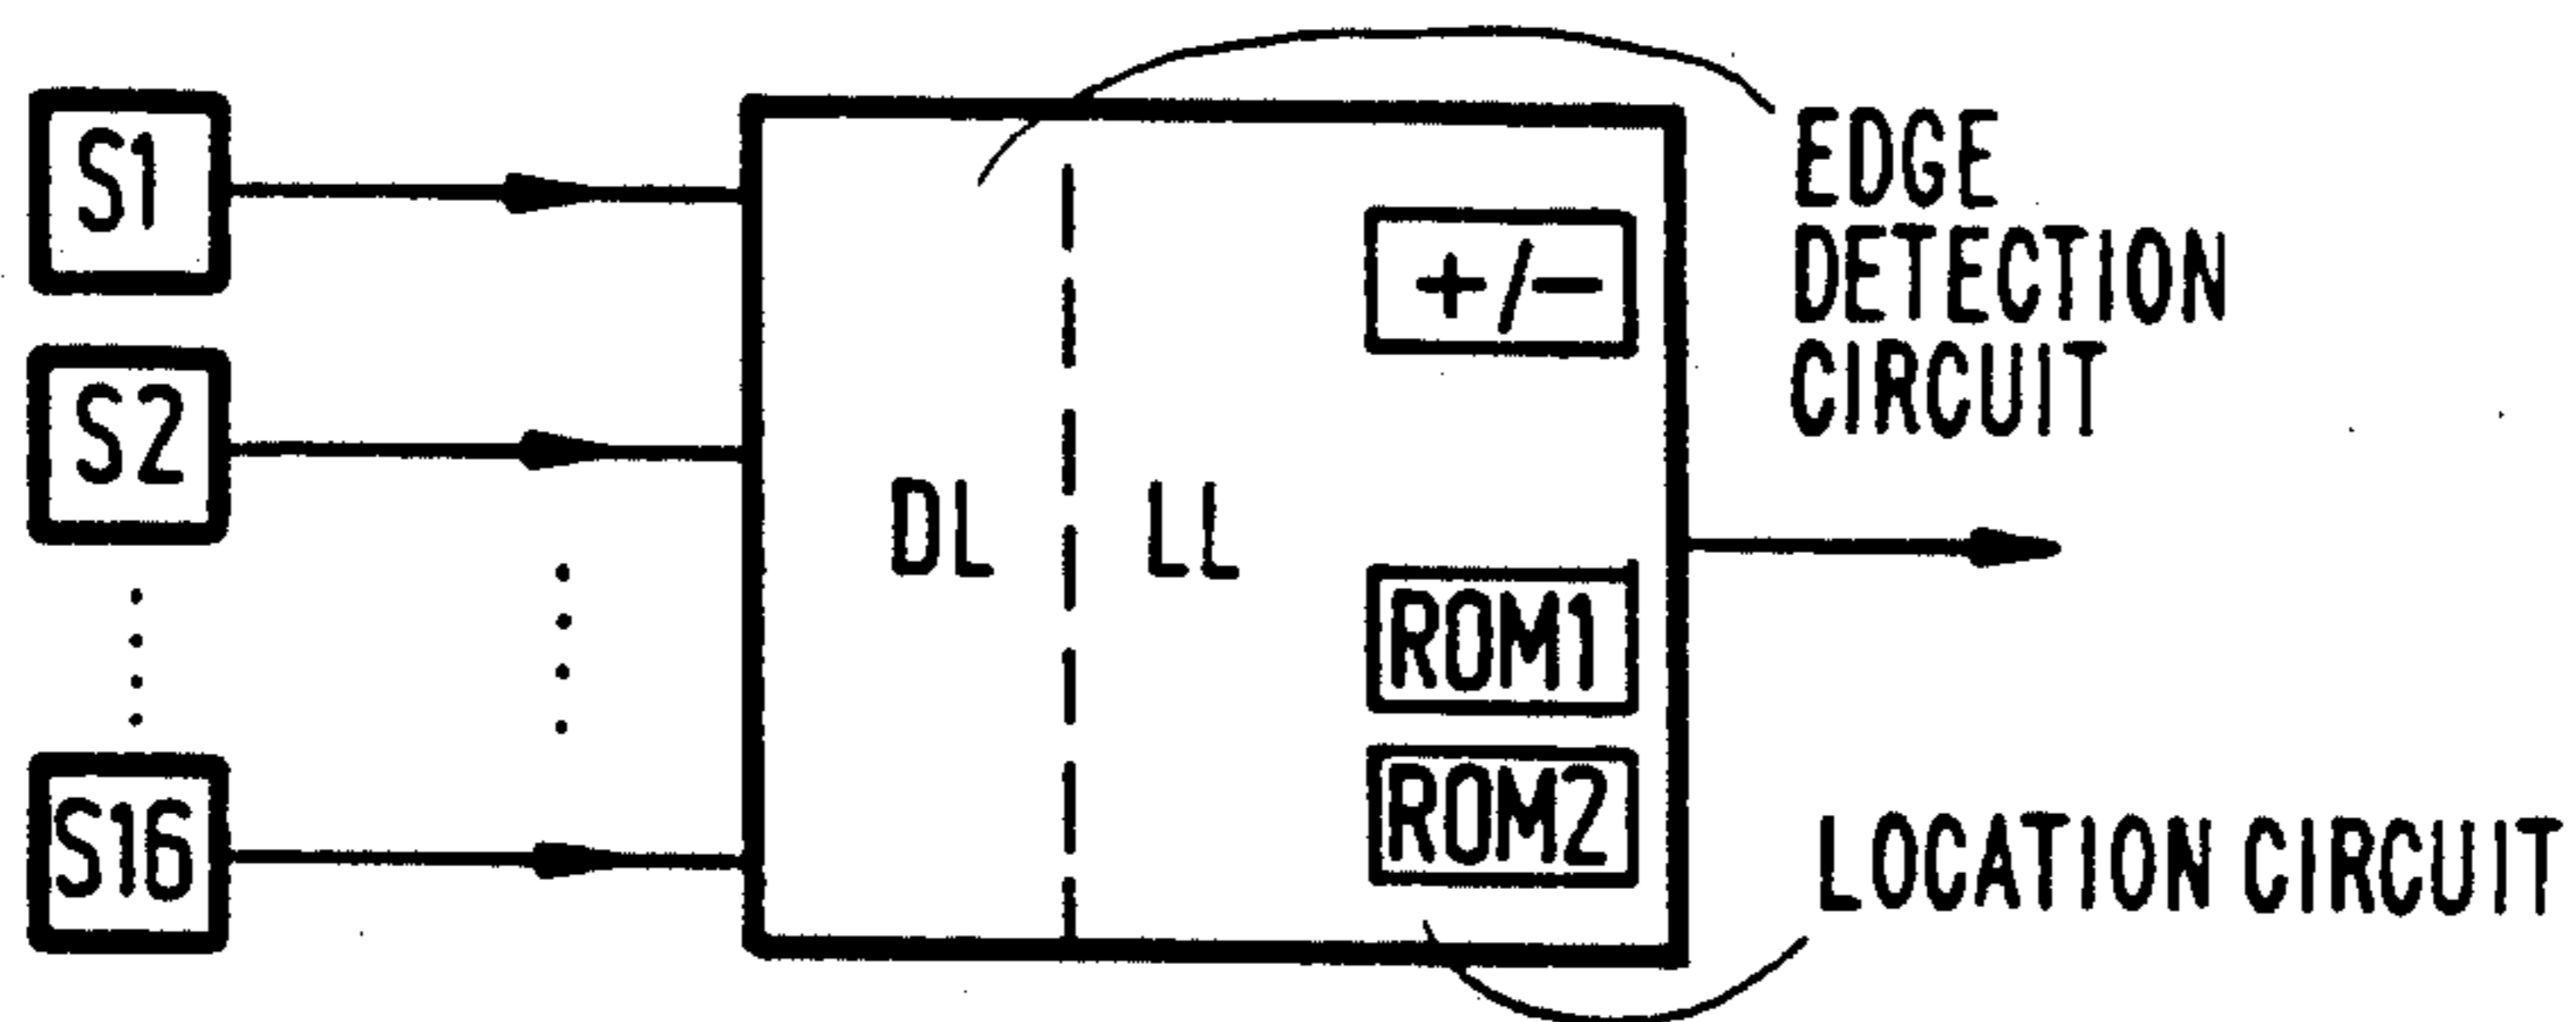 S1
S2
S16
DL
LL
+/−
ROM1
ROM2
EDGE
DETECTION
CIRCUIT
LOCATION CIRCUIT